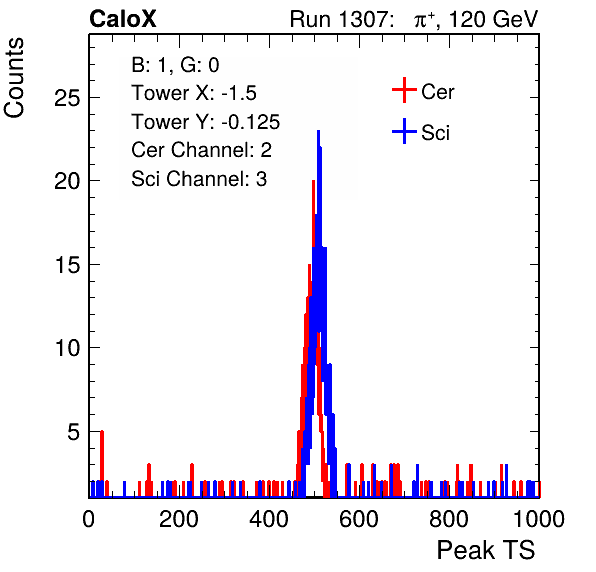 CaloX Run 1307: π⁺, 120 GeV
Counts
B: 1, G: 0
Tower X: -1.5
Tower Y: -0.125
Cer Channel: 2
Sci Channel: 3
Cer
Sci
25
20
15
10
5
0 200 400 600 800 1000
Peak TS